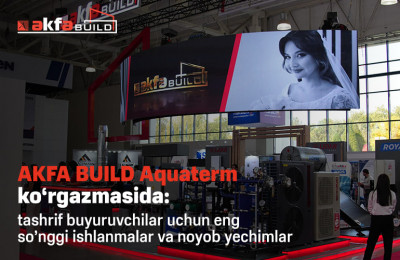 akfa BUILD
akfa BUILD
ROYAL
AKFA BUILD Aquaterm
ko‘rgazmasida:
tashrif buyuruvchilar uchun eng
so’nggi ishlanmalar va noyob yechimlar